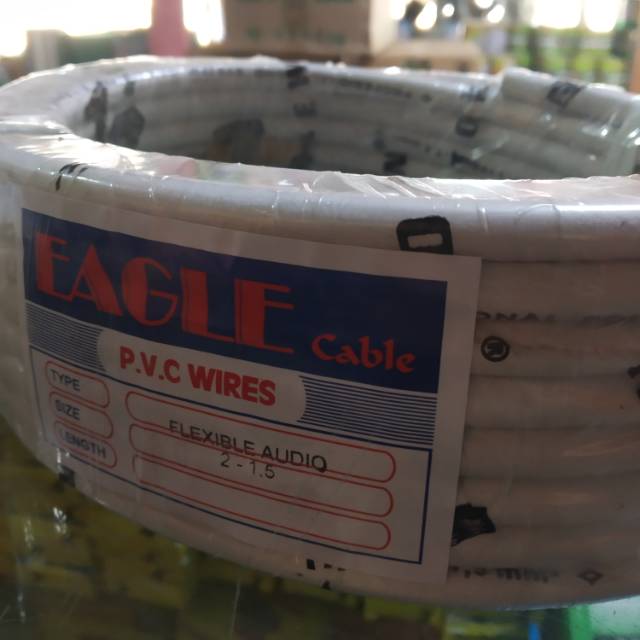 EAGLE Cable
P.V.C WIRES
TYPE
FLEXIBLE AUDIO
SIZE
2 - 1.5
LENGTH